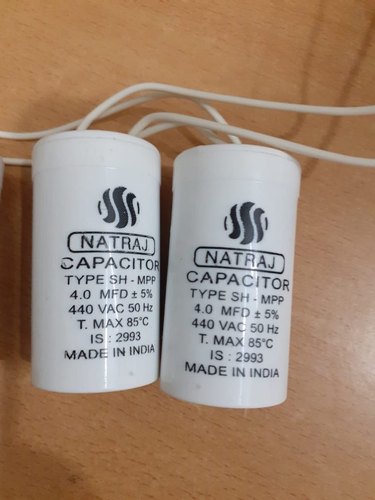 NATRAJ
CAPACITOR
TYPE SH - MPP
4.0 MFD ± 5%
440 VAC 50 Hz
T. MAX 85°C
IS : 2993
MADE IN INDIA
NATRAJ
CAPACITOR
TYPE SH - MPP
4.0 MFD ± 5%
440 VAC 50 Hz
T. MAX 85°C
IS : 2993
MADE IN INDIA